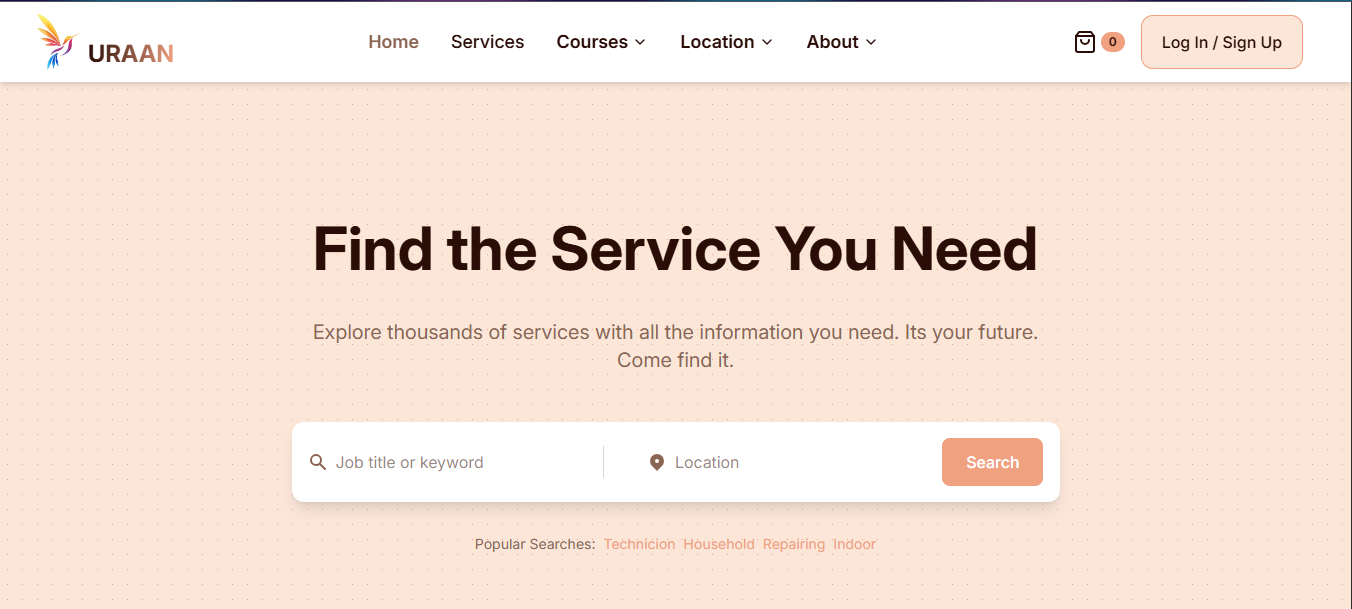 URAAN
Home Services Courses Location About
0
Log In / Sign Up
Find the Service You Need
Explore thousands of services with all the information you need. Its your future.
Come find it.
Job title or keyword
Location
Search
Popular Searches: Technicion Household Repairing Indoor